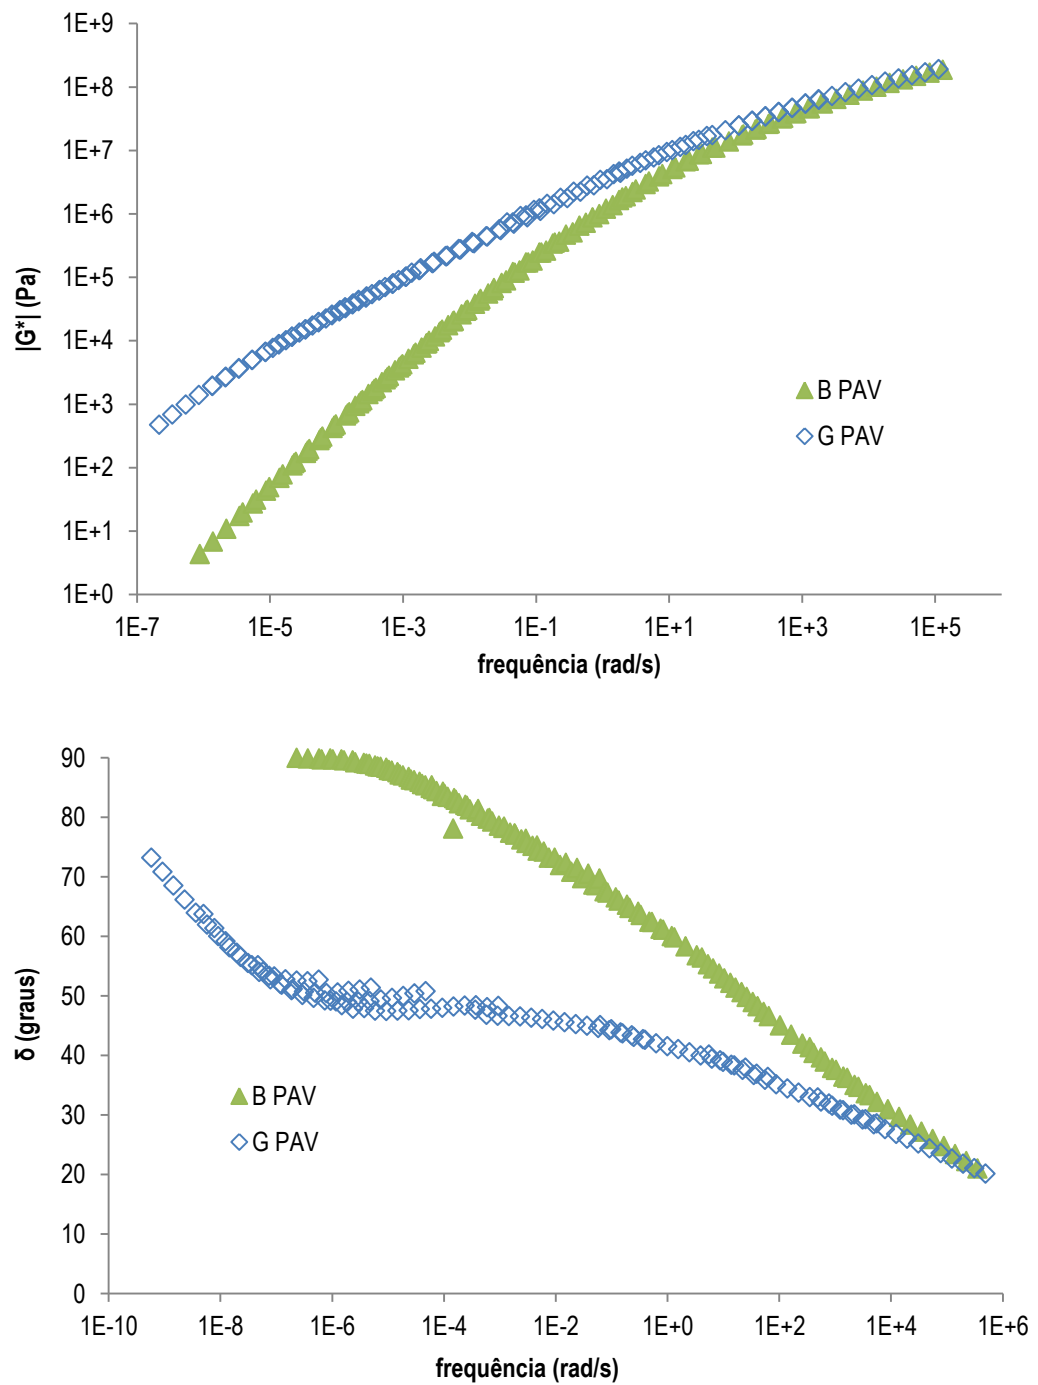 1E+9
1E+8
1E+7
1E+6
1E+5
1E+4
1E+3
1E+2
1E+1
1E+0
|G*| (Pa)
B PAV
G PAV
1E-7 1E-5 1E-3 1E-1 1E+1 1E+3 1E+5
frequência (rad/s)
90
80
70
60
50
40
30
20
10
0
δ (graus)
B PAV
G PAV
1E-10 1E-8 1E-6 1E-4 1E-2 1E+0 1E+2 1E+4 1E+6
frequência (rad/s)